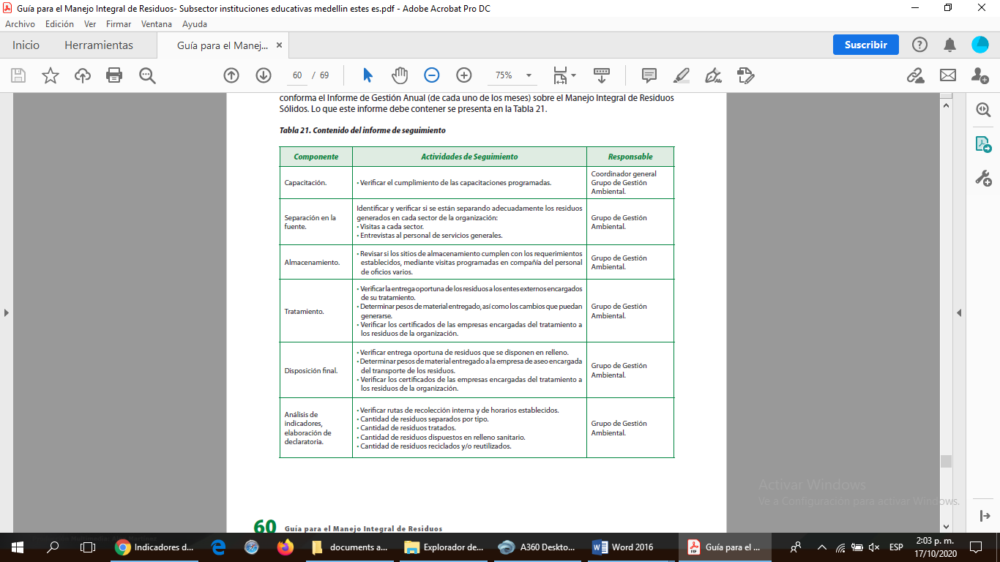 Guía para el Manejo Integral de Residuos- Subsector instituciones educativas medellin estes es.pdf - Adobe Acrobat Pro DC
Archivo Edición Ver Firmar Ventana Ayuda
Inicio Herramientas Guía para el Manej... × Suscribir
60 / 69 75%
conforma el Informe de Gestión Anual (de cada uno de los meses) sobre el Manejo Integral de Residuos
Sólidos. Lo que este informe debe contener se presenta en la Tabla 21.
Tabla 21. Contenido del informe de seguimiento
Componente Actividades de Seguimiento Responsable
Capacitación.
• Verificar el cumplimiento de las capacitaciones programadas.
Coordinador general
Grupo de Gestión
Ambiental.
Separación en la
fuente.
Identificar y verificar si se están separando adecuadamente los residuos
generados en cada sector de la organización:
• Visitas a cada sector.
• Entrevistas al personal de servicios generales.
Grupo de Gestión
Ambiental.
Almacenamiento.
• Revisar si los sitios de almacenamiento cumplen con los requerimientos
establecidos, mediante visitas programadas en compañía del personal
de oficios varios.
Grupo de Gestión
Ambiental.
Tratamiento.
• Verificar la entrega oportuna de los residuos a los entes externos encargados
de su tratamiento.
• Determinar pesos de material entregado, así como los cambios que puedan
generarse.
• Verificar los certificados de las empresas encargadas del tratamiento a
los residuos de la organización.
Grupo de Gestión
Ambiental.
Disposición final.
• Verificar entrega oportuna de residuos que se disponen en relleno.
• Determinar pesos de material entregado a la empresa de aseo encargada
del transporte de los residuos.
• Verificar los certificados de las empresas encargadas del tratamiento a
los residuos de la organización.
Grupo de Gestión
Ambiental.
Análisis de
indicadores,
elaboración de
declaratoria.
• Verificar rutas de recolección interna y de horarios establecidos.
• Cantidad de residuos separados por tipo.
• Cantidad de residuos tratados.
• Cantidad de residuos dispuestos en relleno sanitario.
• Cantidad de residuos reciclados y/o reutilizados.
Grupo de Gestión
Ambiental.
Activar Windows
Ve a Configuración para activar Windows.
60 Guía para el Manejo Integral de Residuos
Indicadores d... documents a... Explorador de... A360 Deskto... Word 2016 Guía para el ... ESP
2:03 p. m.
17/10/2020